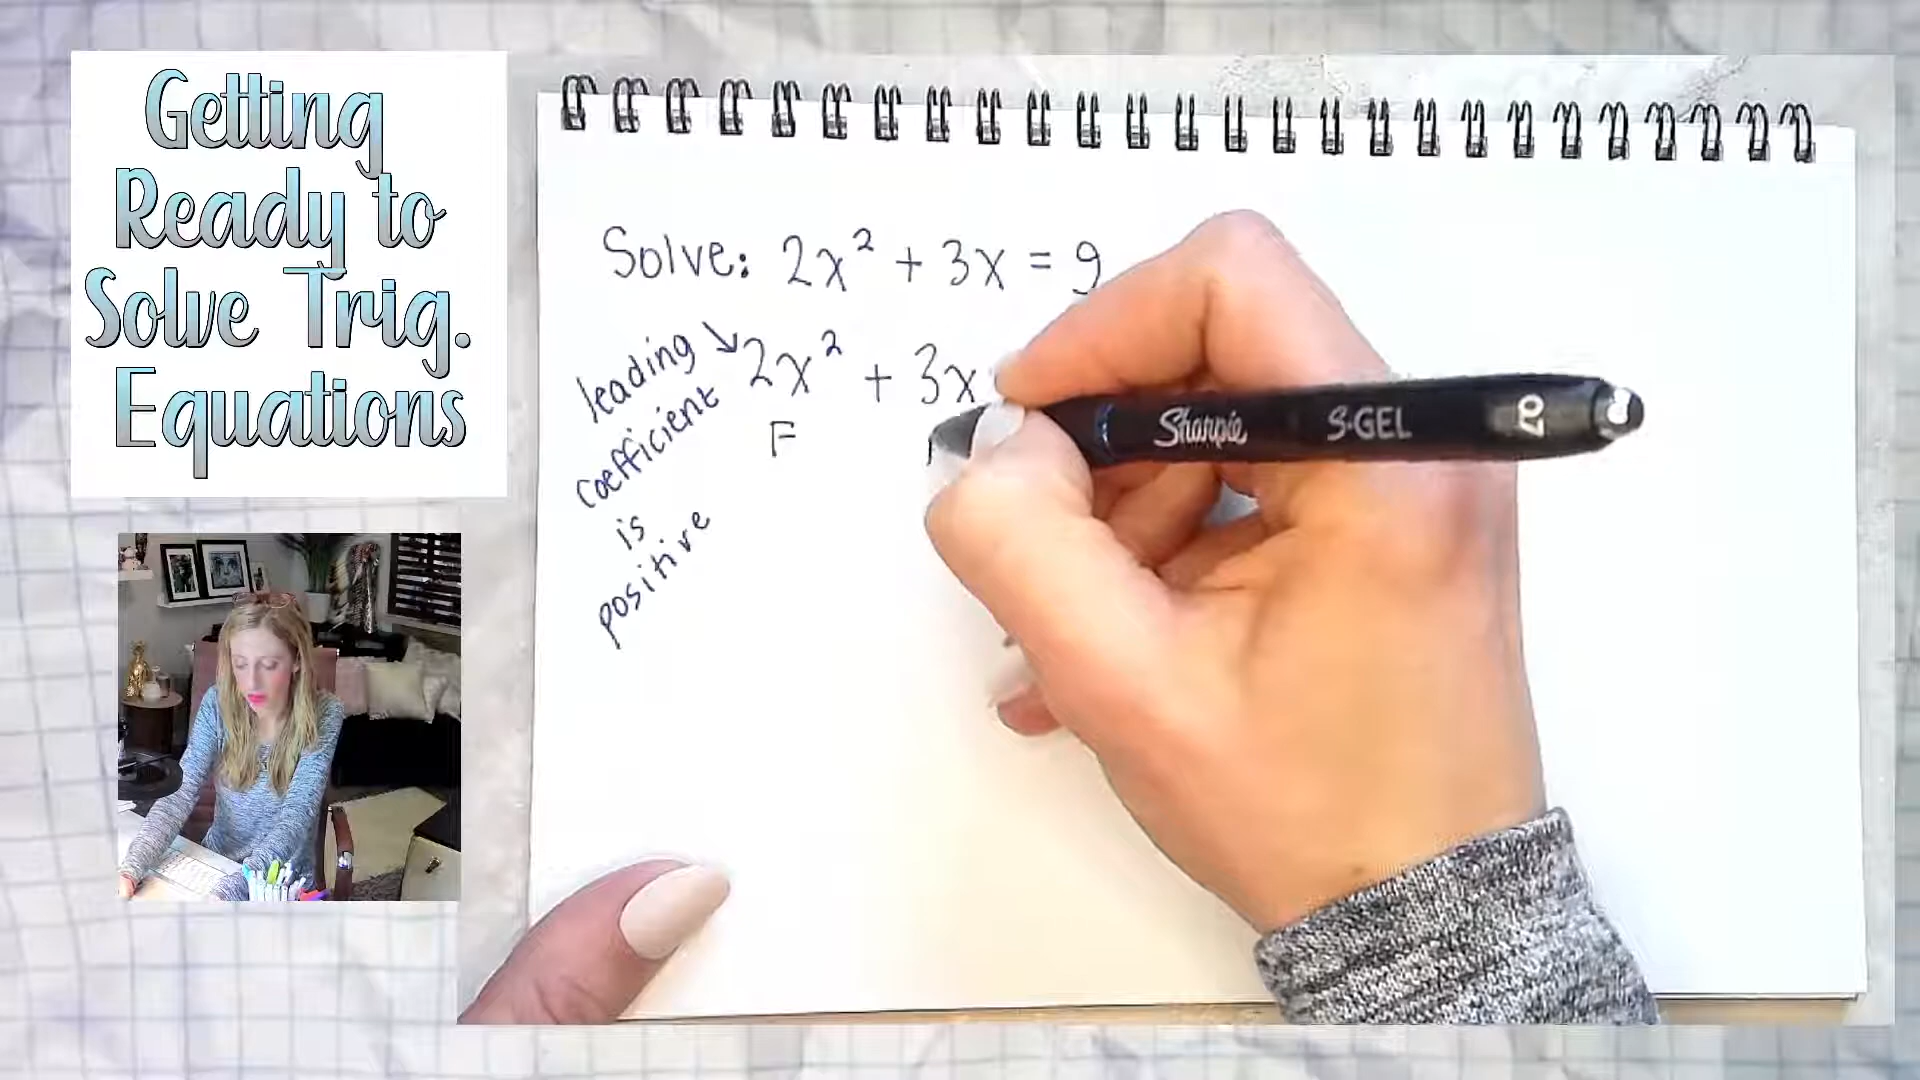 Getting
Ready to
Solve Trig.
Equations
Solve: 2x² + 3x = 9
leading
coefficient
is
positive
2x² + 3x
F
Sharpie S·GEL 0.7